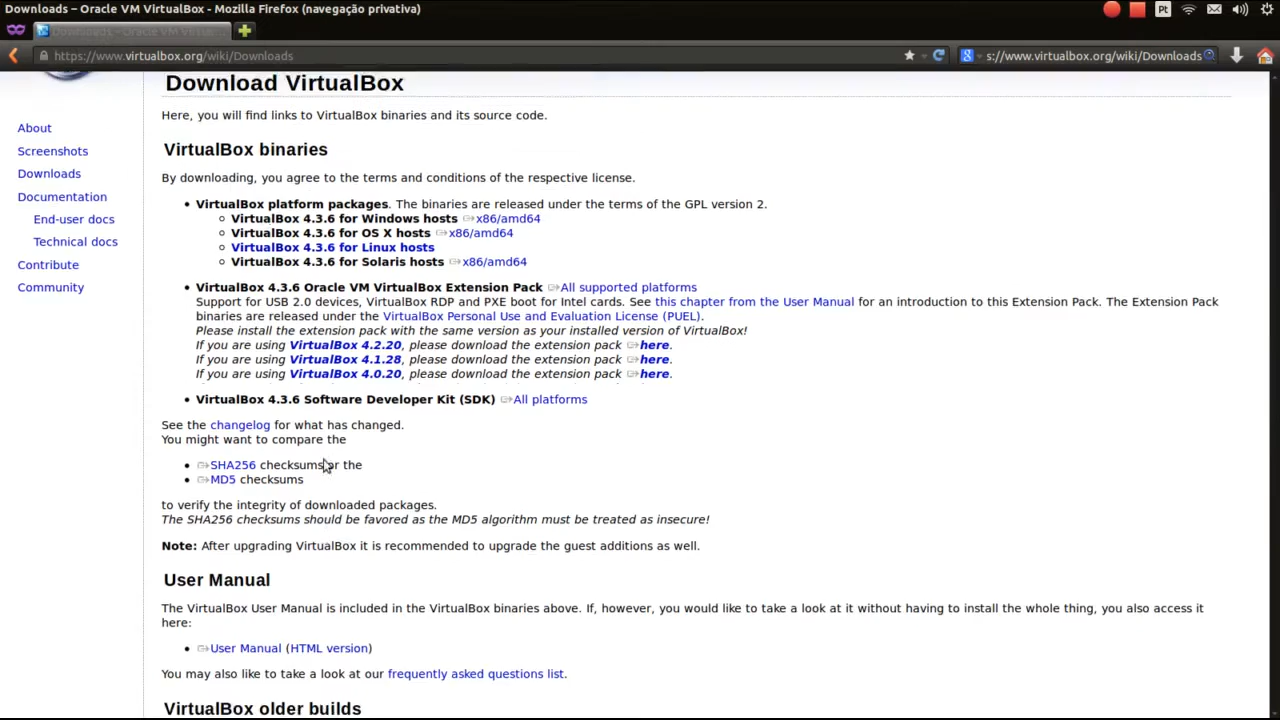 Downloads – Oracle VM VirtualBox - Mozilla Firefox (navegação privativa)
Pt
Downloads – Oracle VM Virtua
https://www.virtualbox.org/wiki/Downloads
s://www.virtualbox.org/wiki/Downloads
About
Screenshots
Downloads
Documentation
End-user docs
Technical docs
Contribute
Community
Download VirtualBox
Here, you will find links to VirtualBox binaries and its source code.
VirtualBox binaries
By downloading, you agree to the terms and conditions of the respective license.
• VirtualBox platform packages. The binaries are released under the terms of the GPL version 2.
VirtualBox 4.3.6 for Windows hosts x86/amd64
VirtualBox 4.3.6 for OS X hosts x86/amd64
VirtualBox 4.3.6 for Linux hosts
VirtualBox 4.3.6 for Solaris hosts x86/amd64
• VirtualBox 4.3.6 Oracle VM VirtualBox Extension Pack All supported platforms
Support for USB 2.0 devices, VirtualBox RDP and PXE boot for Intel cards. See this chapter from the User Manual for an introduction to this Extension Pack. The Extension Pack
binaries are released under the VirtualBox Personal Use and Evaluation License (PUEL).
Please install the extension pack with the same version as your installed version of VirtualBox!
If you are using VirtualBox 4.2.20, please download the extension pack here.
If you are using VirtualBox 4.1.28, please download the extension pack here.
If you are using VirtualBox 4.0.20, please download the extension pack here.
• VirtualBox 4.3.6 Software Developer Kit (SDK) All platforms
See the changelog for what has changed.
You might want to compare the
• SHA256 checksums or the
• MD5 checksums
to verify the integrity of downloaded packages.
The SHA256 checksums should be favored as the MD5 algorithm must be treated as insecure!
Note: After upgrading VirtualBox it is recommended to upgrade the guest additions as well.
User Manual
The VirtualBox User Manual is included in the VirtualBox binaries above. If, however, you would like to take a look at it without having to install the whole thing, you also access it
here:
• User Manual (HTML version)
You may also like to take a look at our frequently asked questions list.
VirtualBox older builds